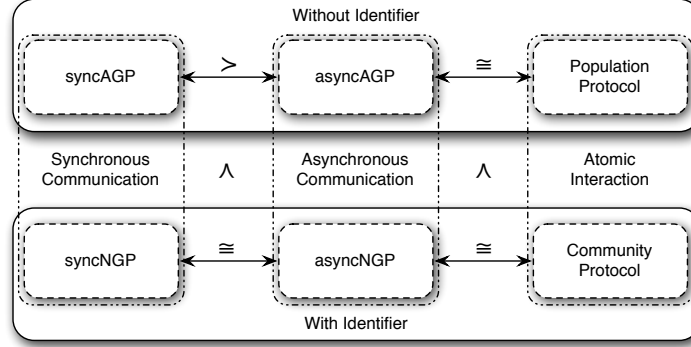 Without Identifier
syncAGP
≻
asyncAGP
≅
Population
Protocol
Synchronous
Communication
⋏
Asynchronous
Communication
⋏
Atomic
Interaction
syncNGP
≅
asyncNGP
≅
Community
Protocol
With Identifier